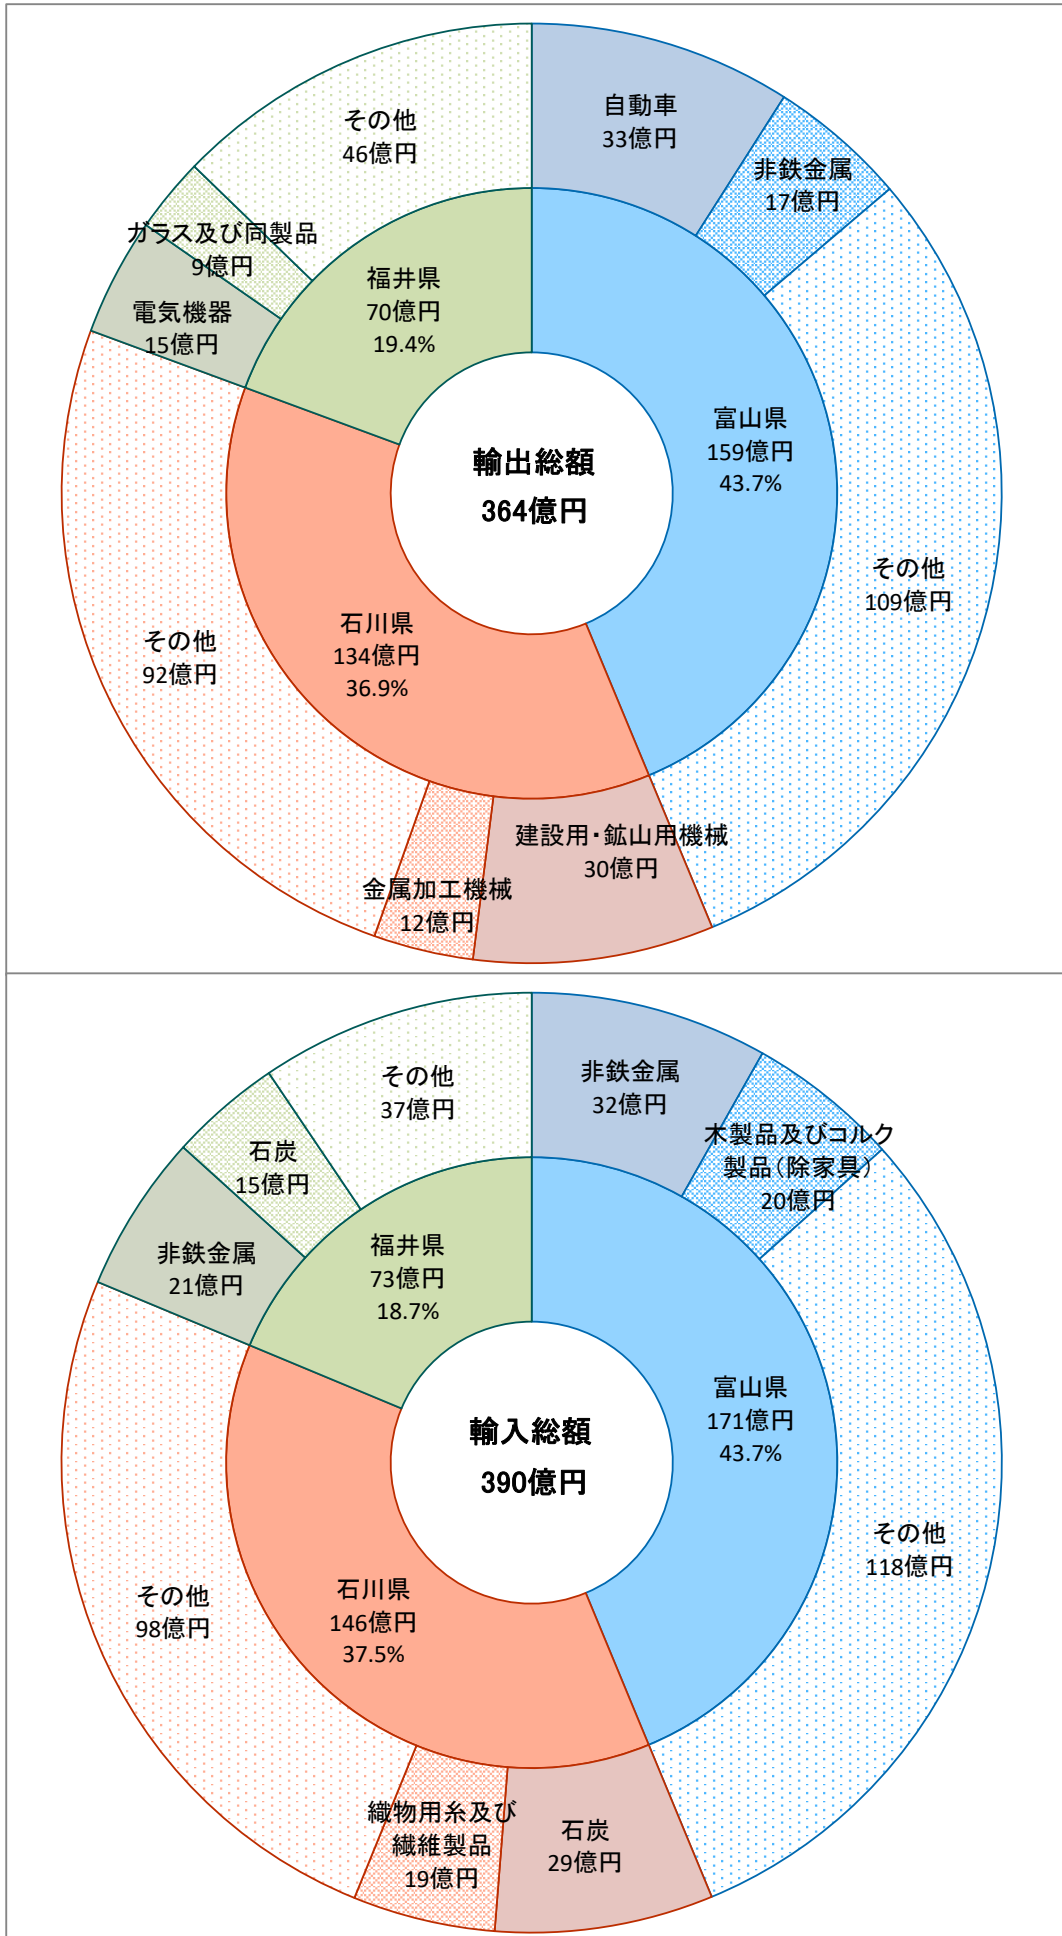 輸出総額
364億円
富山県
159億円
43.7%
自動車
33億円
非鉄金属
17億円
その他
109億円
石川県
134億円
36.9%
建設用・鉱山用機械
30億円
金属加工機械
12億円
その他
92億円
福井県
70億円
19.4%
電気機器
15億円
ガラス及び同製品
9億円
その他
46億円
輸入総額
390億円
富山県
171億円
43.7%
非鉄金属
32億円
木製品及びコルク
製品(除家具)
20億円
その他
118億円
石川県
146億円
37.5%
石炭
29億円
織物用糸及び
繊維製品
19億円
その他
98億円
福井県
73億円
18.7%
非鉄金属
21億円
石炭
15億円
その他
37億円